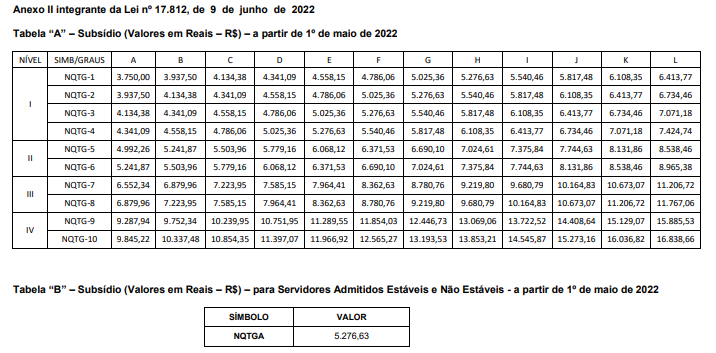 Anexo II integrante da Lei nº 17.812, de 9 de junho de 2022
Tabela “A” – Subsídio (Valores em Reais – R$) – a partir de 1º de maio de 2022
NÍVEL SIMB/GRAUS A B C D E F G H I J K L
I
NQTG-1 3.750,00 3.937,50 4.134,38 4.341,09 4.558,15 4.786,06 5.025,36 5.276,63 5.540,46 5.817,48 6.108,35 6.413,77
NQTG-2 3.937,50 4.134,38 4.341,09 4.558,15 4.786,06 5.025,36 5.276,63 5.540,46 5.817,48 6.108,35 6.413,77 6.734,46
NQTG-3 4.134,38 4.341,09 4.558,15 4.786,06 5.025,36 5.276,63 5.540,46 5.817,48 6.108,35 6.413,77 6.734,46 7.071,18
NQTG-4 4.341,09 4.558,15 4.786,06 5.025,36 5.276,63 5.540,46 5.817,48 6.108,35 6.413,77 6.734,46 7.071,18 7.424,74
II
NQTG-5 4.992,26 5.241,87 5.503,96 5.779,16 6.068,12 6.371,53 6.690,10 7.024,61 7.375,84 7.744,63 8.131,86 8.538,46
NQTG-6 5.241,87 5.503,96 5.779,16 6.068,12 6.371,53 6.690,10 7.024,61 7.375,84 7.744,63 8.131,86 8.538,46 8.965,38
III
NQTG-7 6.552,34 6.879,96 7.223,95 7.585,15 7.964,41 8.362,63 8.780,76 9.219,80 9.680,79 10.164,83 10.673,07 11.206,72
NQTG-8 6.879,96 7.223,95 7.585,15 7.964,41 8.362,63 8.780,76 9.219,80 9.680,79 10.164,83 10.673,07 11.206,72 11.767,06
IV
NQTG-9 9.287,94 9.752,34 10.239,95 10.751,95 11.289,55 11.854,03 12.446,73 13.069,06 13.722,52 14.408,64 15.129,07 15.885,53
NQTG-10 9.845,22 10.337,48 10.854,35 11.397,07 11.966,92 12.565,27 13.193,53 13.853,21 14.545,87 15.273,16 16.036,82 16.838,66
Tabela “B” – Subsídio (Valores em Reais – R$) – para Servidores Admitidos Estáveis e Não Estáveis - a partir de 1º de maio de 2022
SÍMBOLO VALOR
NQTGA 5.276,63